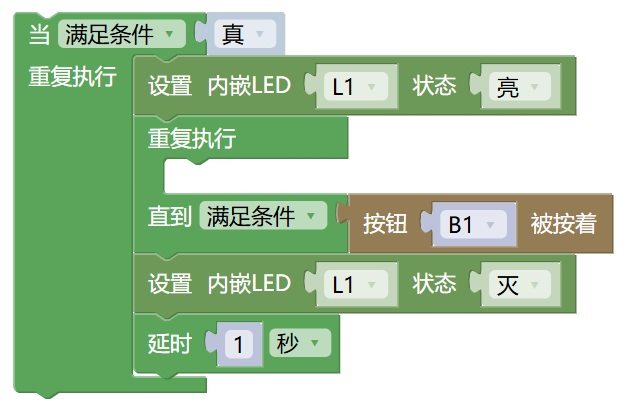 当 满足条件 真
重复执行
设置 内嵌LED L1 状态 亮
重复执行
直到 满足条件 按钮 B1 被按着
设置 内嵌LED L1 状态 灭
延时 1 秒